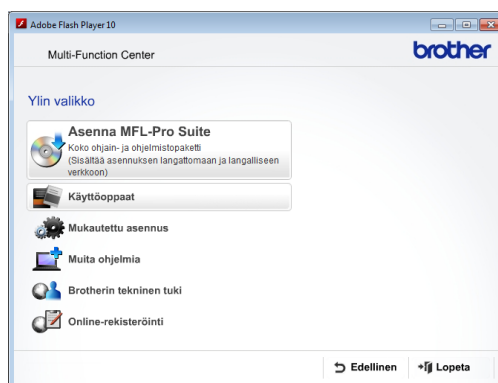 Adobe Flash Player 10
Multi-Function Center
brother
Ylin valikko
Asenna MFL-Pro Suite
Koko ohjain- ja ohjelmistopaketti
(Sisältää asennuksen langattomaan ja langalliseen
verkkoon)
Käyttöoppaat
Mukautettu asennus
Muita ohjelmia
Brotherin tekninen tuki
Online-rekisteröinti
Edellinen
Lopeta